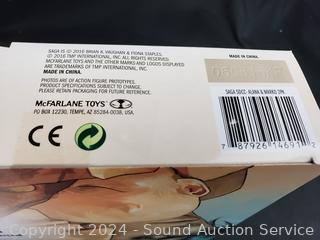 SAGA IS © 2016 BRIAN K. VAUGHAN & FIONA STAPLES.
© 2016 TMP INTERNATIONAL, INC.
MCFARLANE TOYS AND THE OTHER MARKS AND LOGOS DISPLAYED
ARE TRADEMARKS OF TMP INTERNATIONAL, INC.
MADE IN CHINA.
PHOTOS ARE OF ACTION FIGURE PROTOTYPES.
PRODUCT SPECIFICATIONS SUBJECT TO CHANGE.
PLEASE RETAIN PACKAGING FOR FUTURE REFERENCE.
McFARLANE TOYS
PO BOX 12230, TEMPE, AZ 85284-0038, USA.
CE
MADE IN CHINA.
SAGA SDCC: ALANA & MARKO 2PK
7 87926 14691 2
Copyright 2024 - Sound Auction Service